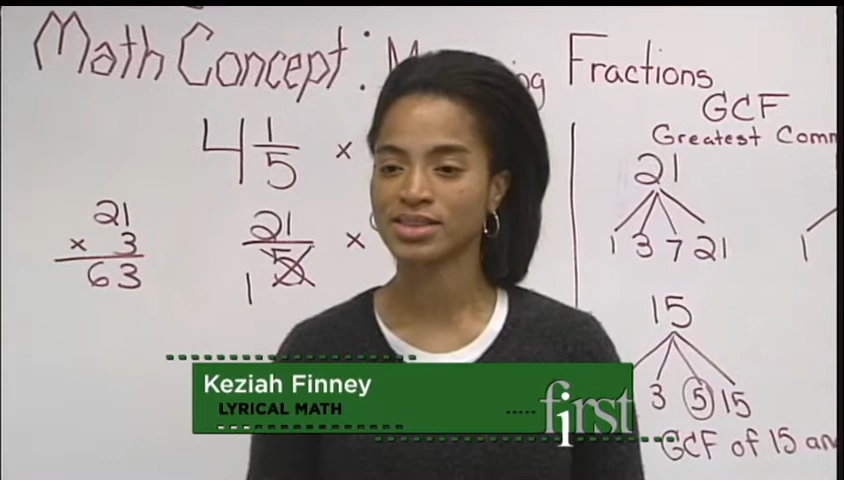 Math Concept: M
Fractions
4 1/5 ×
21
× 3
63
21 ×
5
1
GCF
Greatest Comm
21
1 3 7 21
1
15
3 5 15
GCF of 15 an
Keziah Finney
LYRICAL MATH
first